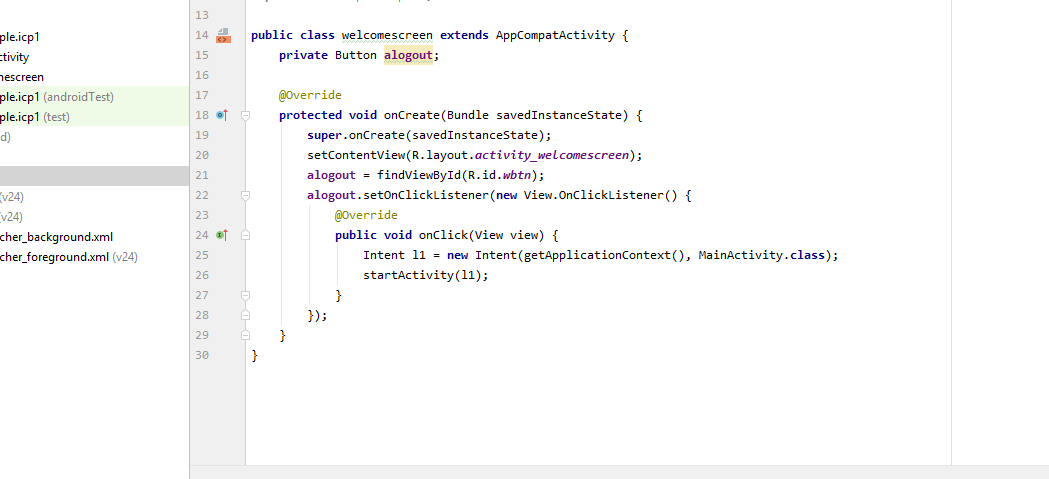 13
ple.icp1
14 public class welcomescreen extends AppCompatActivity {
ctivity
15 private Button alogout;
mescreen
16
ple.icp1 (androidTest)
17 @Override
ple.icp1 (test)
18 protected void onCreate(Bundle savedInstanceState) {
d)
19 super.onCreate(savedInstanceState);
20 setContentView(R.layout.activity_welcomescreen);
21 alogout = findViewById(R.id.wbtn);
(v24)
22 alogout.setOnClickListener(new View.OnClickListener() {
(v24)
23 @Override
cher_background.xml
24 public void onClick(View view) {
cher_foreground.xml (v24)
25 Intent l1 = new Intent(getApplicationContext(), MainActivity.class);
26 startActivity(l1);
27 }
28 });
29 }
30 }